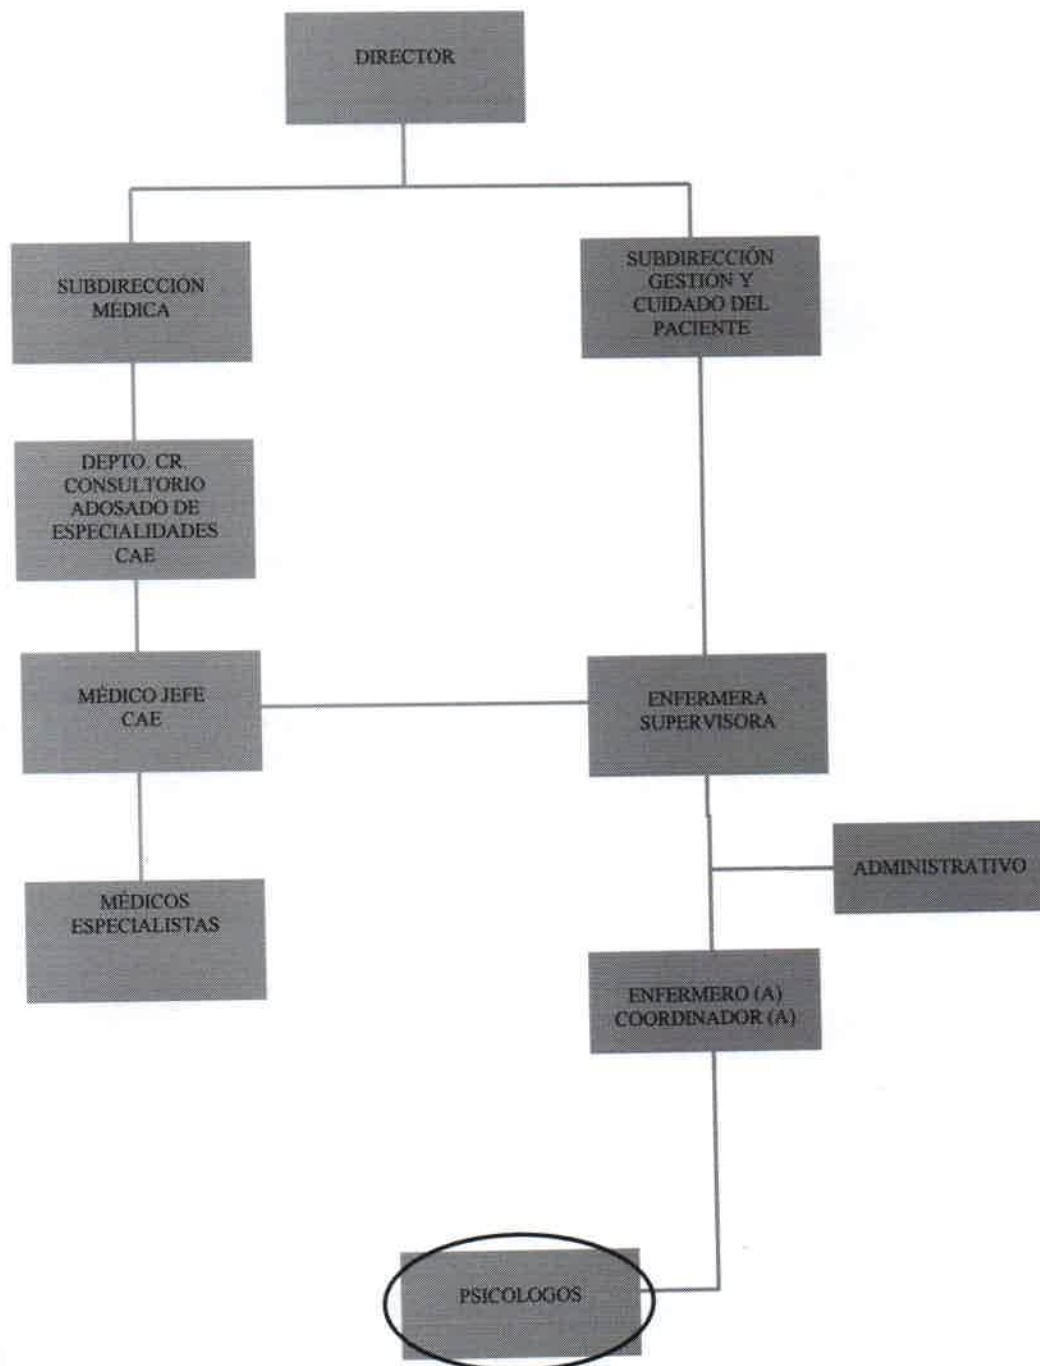 DIRECTOR
SUBDIRECCIÓN
MEDICA
SUBDIRECCIÓN
GESTIÓN Y
CUIDADO DEL
PACIENTE
DEPTO. CR.
CONSULTORIO
ADOSADO DE
ESPECIALIDADES
CAE
MÉDICO JEFE
CAE
ENFERMERA
SUPERVISORA
ADMINISTRATIVO
MÉDICOS
ESPECIALISTAS
ENFERMERO (A)
COORDINADOR (A)
PSICOLOGOS